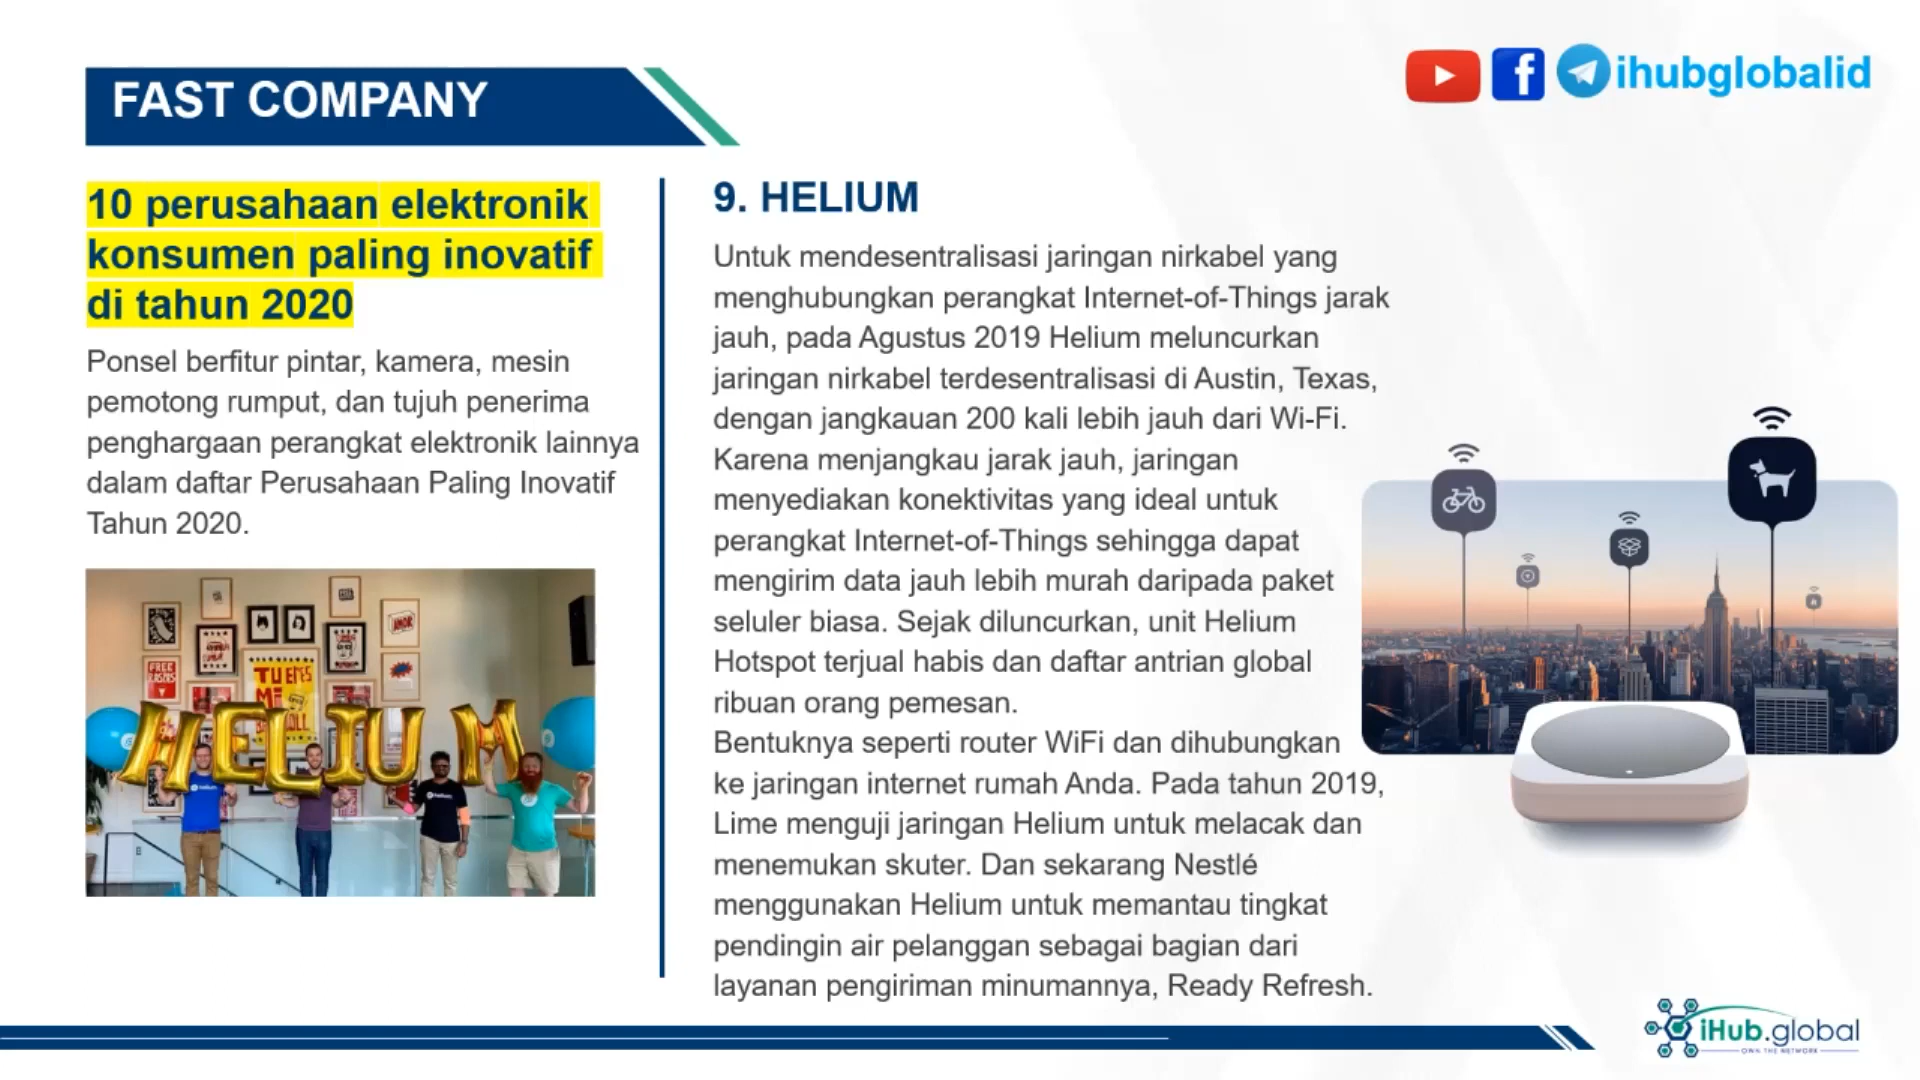 FAST COMPANY
ihubglobalid
10 perusahaan elektronik
konsumen paling inovatif
di tahun 2020
Ponsel berfitur pintar, kamera, mesin
pemotong rumput, dan tujuh penerima
penghargaan perangkat elektronik lainnya
dalam daftar Perusahaan Paling Inovatif
Tahun 2020.
FREE
TU ERES
MI
HELIUM
9. HELIUM
Untuk mendesentralisasi jaringan nirkabel yang
menghubungkan perangkat Internet-of-Things jarak
jauh, pada Agustus 2019 Helium meluncurkan
jaringan nirkabel terdesentralisasi di Austin, Texas,
dengan jangkauan 200 kali lebih jauh dari Wi-Fi.
Karena menjangkau jarak jauh, jaringan
menyediakan konektivitas yang ideal untuk
perangkat Internet-of-Things sehingga dapat
mengirim data jauh lebih murah daripada paket
seluler biasa. Sejak diluncurkan, unit Helium
Hotspot terjual habis dan daftar antrian global
ribuan orang pemesan.
Bentuknya seperti router WiFi dan dihubungkan
ke jaringan internet rumah Anda. Pada tahun 2019,
Lime menguji jaringan Helium untuk melacak dan
menemukan skuter. Dan sekarang Nestlé
menggunakan Helium untuk memantau tingkat
pendingin air pelanggan sebagai bagian dari
layanan pengiriman minumannya, Ready Refresh.
iHub.global
OWN THE NETWORK